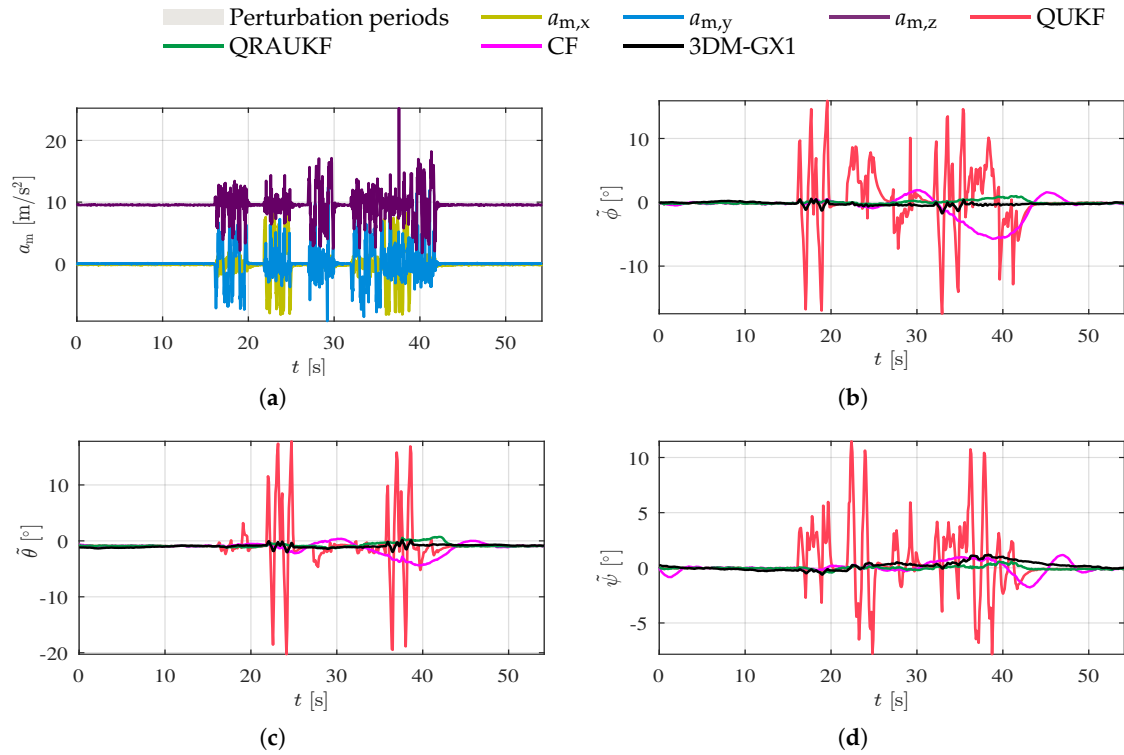 Perturbation periods a_m,x a_m,y a_m,z QUKF
QRAUKF CF 3DM-GX1
a_m [m/s²]
20
10
0
0 10 20 30 40 50
t [s]
(a)
ϕ̃ [°]
10
0
-10
0 10 20 30 40 50
t [s]
(b)
θ̃ [°]
10
0
-10
-20
0 10 20 30 40 50
t [s]
(c)
ψ̃ [°]
10
5
0
-5
0 10 20 30 40 50
t [s]
(d)